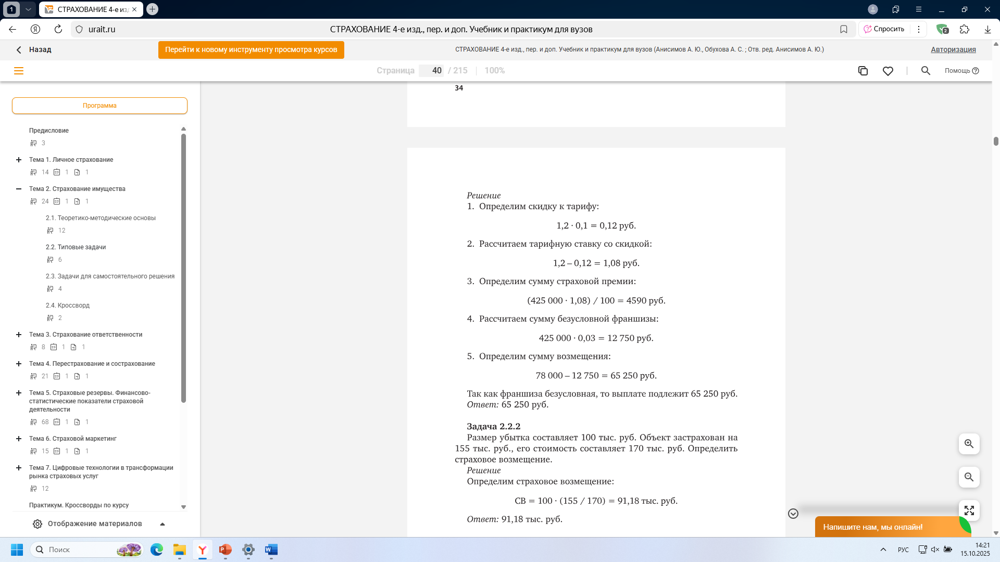 1
СТРАХОВАНИЕ 4-е изд
urait.ru
СТРАХОВАНИЕ 4-е изд., пер. и доп. Учебник и практикум для вузов
Спросить
2
Назад
Перейти к новому инструменту просмотра курсов
СТРАХОВАНИЕ 4-е изд., пер. и доп. Учебник и практикум для вузов (Анисимов А. Ю., Обухова А. С. ; Отв. ред. Анисимов А. Ю.)
Авторизация
Страница 40 / 215 100%
Помощь
Программа
Предисловие
3
Тема 1. Личное страхование
14 1 1
Тема 2. Страхование имущества
24 1 1
2.1. Теоретико-методические основы
12
2.2. Типовые задачи
6
2.3. Задачи для самостоятельного решения
4
2.4. Кроссворд
2
Тема 3. Страхование ответственности
8 1 1
Тема 4. Перестрахование и сострахование
21 1 1
Тема 5. Страховые резервы. Финансово-
статистические показатели страховой
деятельности
68 1 1
Тема 6. Страховой маркетинг
15 1 1
Тема 7. Цифровые технологии в трансформации
рынка страховых услуг
12
Практикум. Кроссворды по курсу
Отображение материалов
34
Решение
1. Определим скидку к тарифу:
1,2 · 0,1 = 0,12 руб.
2. Рассчитаем тарифную ставку со скидкой:
1,2 – 0,12 = 1,08 руб.
3. Определим сумму страховой премии:
(425 000 · 1,08) / 100 = 4590 руб.
4. Рассчитаем сумму безусловной франшизы:
425 000 · 0,03 = 12 750 руб.
5. Определим сумму возмещения:
78 000 – 12 750 = 65 250 руб.
Так как франшиза безусловная, то выплате подлежит 65 250 руб.
Ответ: 65 250 руб.
Задача 2.2.2
Размер убытка составляет 100 тыс. руб. Объект застрахован на
155 тыс. руб., его стоимость составляет 170 тыс. руб. Определить
страховое возмещение.
Решение
Определим страховое возмещение:
СВ = 100 · (155 / 170) = 91,18 тыс. руб.
Ответ: 91,18 тыс. руб.
Напишите нам, мы онлайн!
Поиск
РУС
14:21
15.10.2025